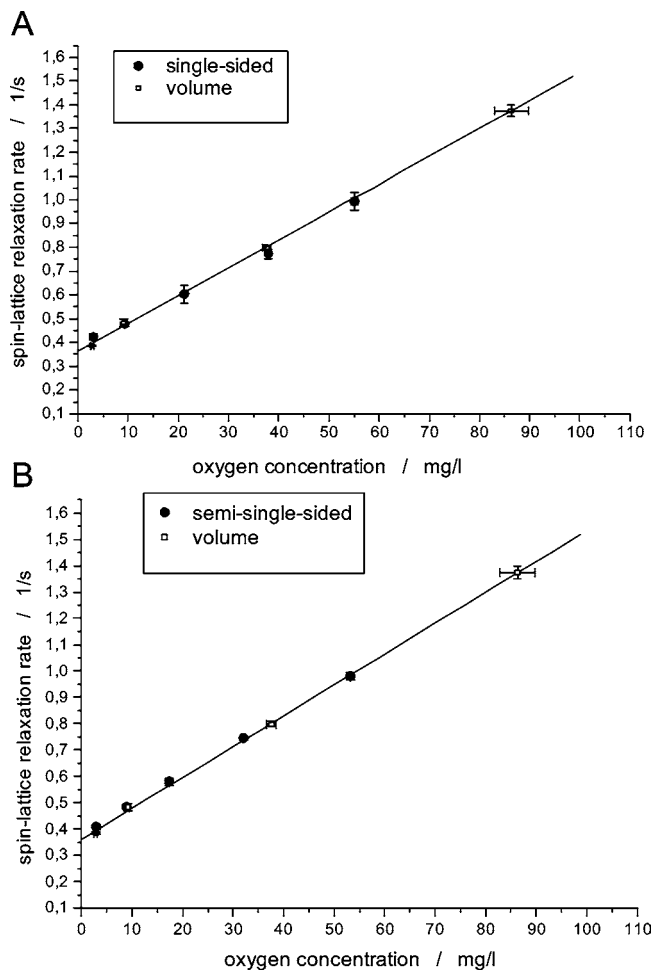 A
single-sided
volume
spin-lattice relaxation rate / 1/s
1,6
1,5
1,4
1,3
1,2
1,1
1,0
0,9
0,8
0,7
0,6
0,5
0,4
0,3
0,2
0,1
0 10 20 30 40 50 60 70 80 90 100 110
oxygen concentration / mg/l
B
semi-single-sided
volume
spin-lattice relaxation rate / 1/s
1,6
1,5
1,4
1,3
1,2
1,1
1,0
0,9
0,8
0,7
0,6
0,5
0,4
0,3
0,2
0,1
0 10 20 30 40 50 60 70 80 90 100 110
oxygen concentration / mg/l